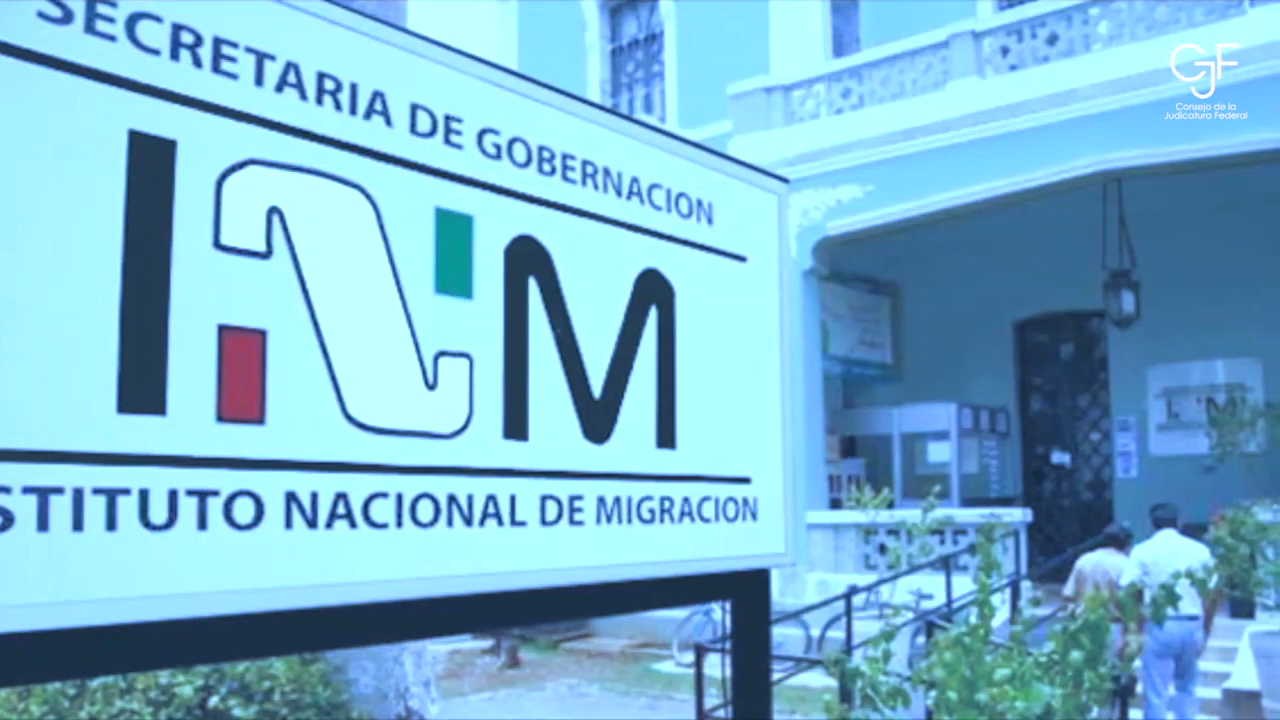 SECRETARIA DE GOBERNACION
INM
STITUTO NACIONAL DE MIGRACION
CJF
Consejo de la
Judicatura Federal